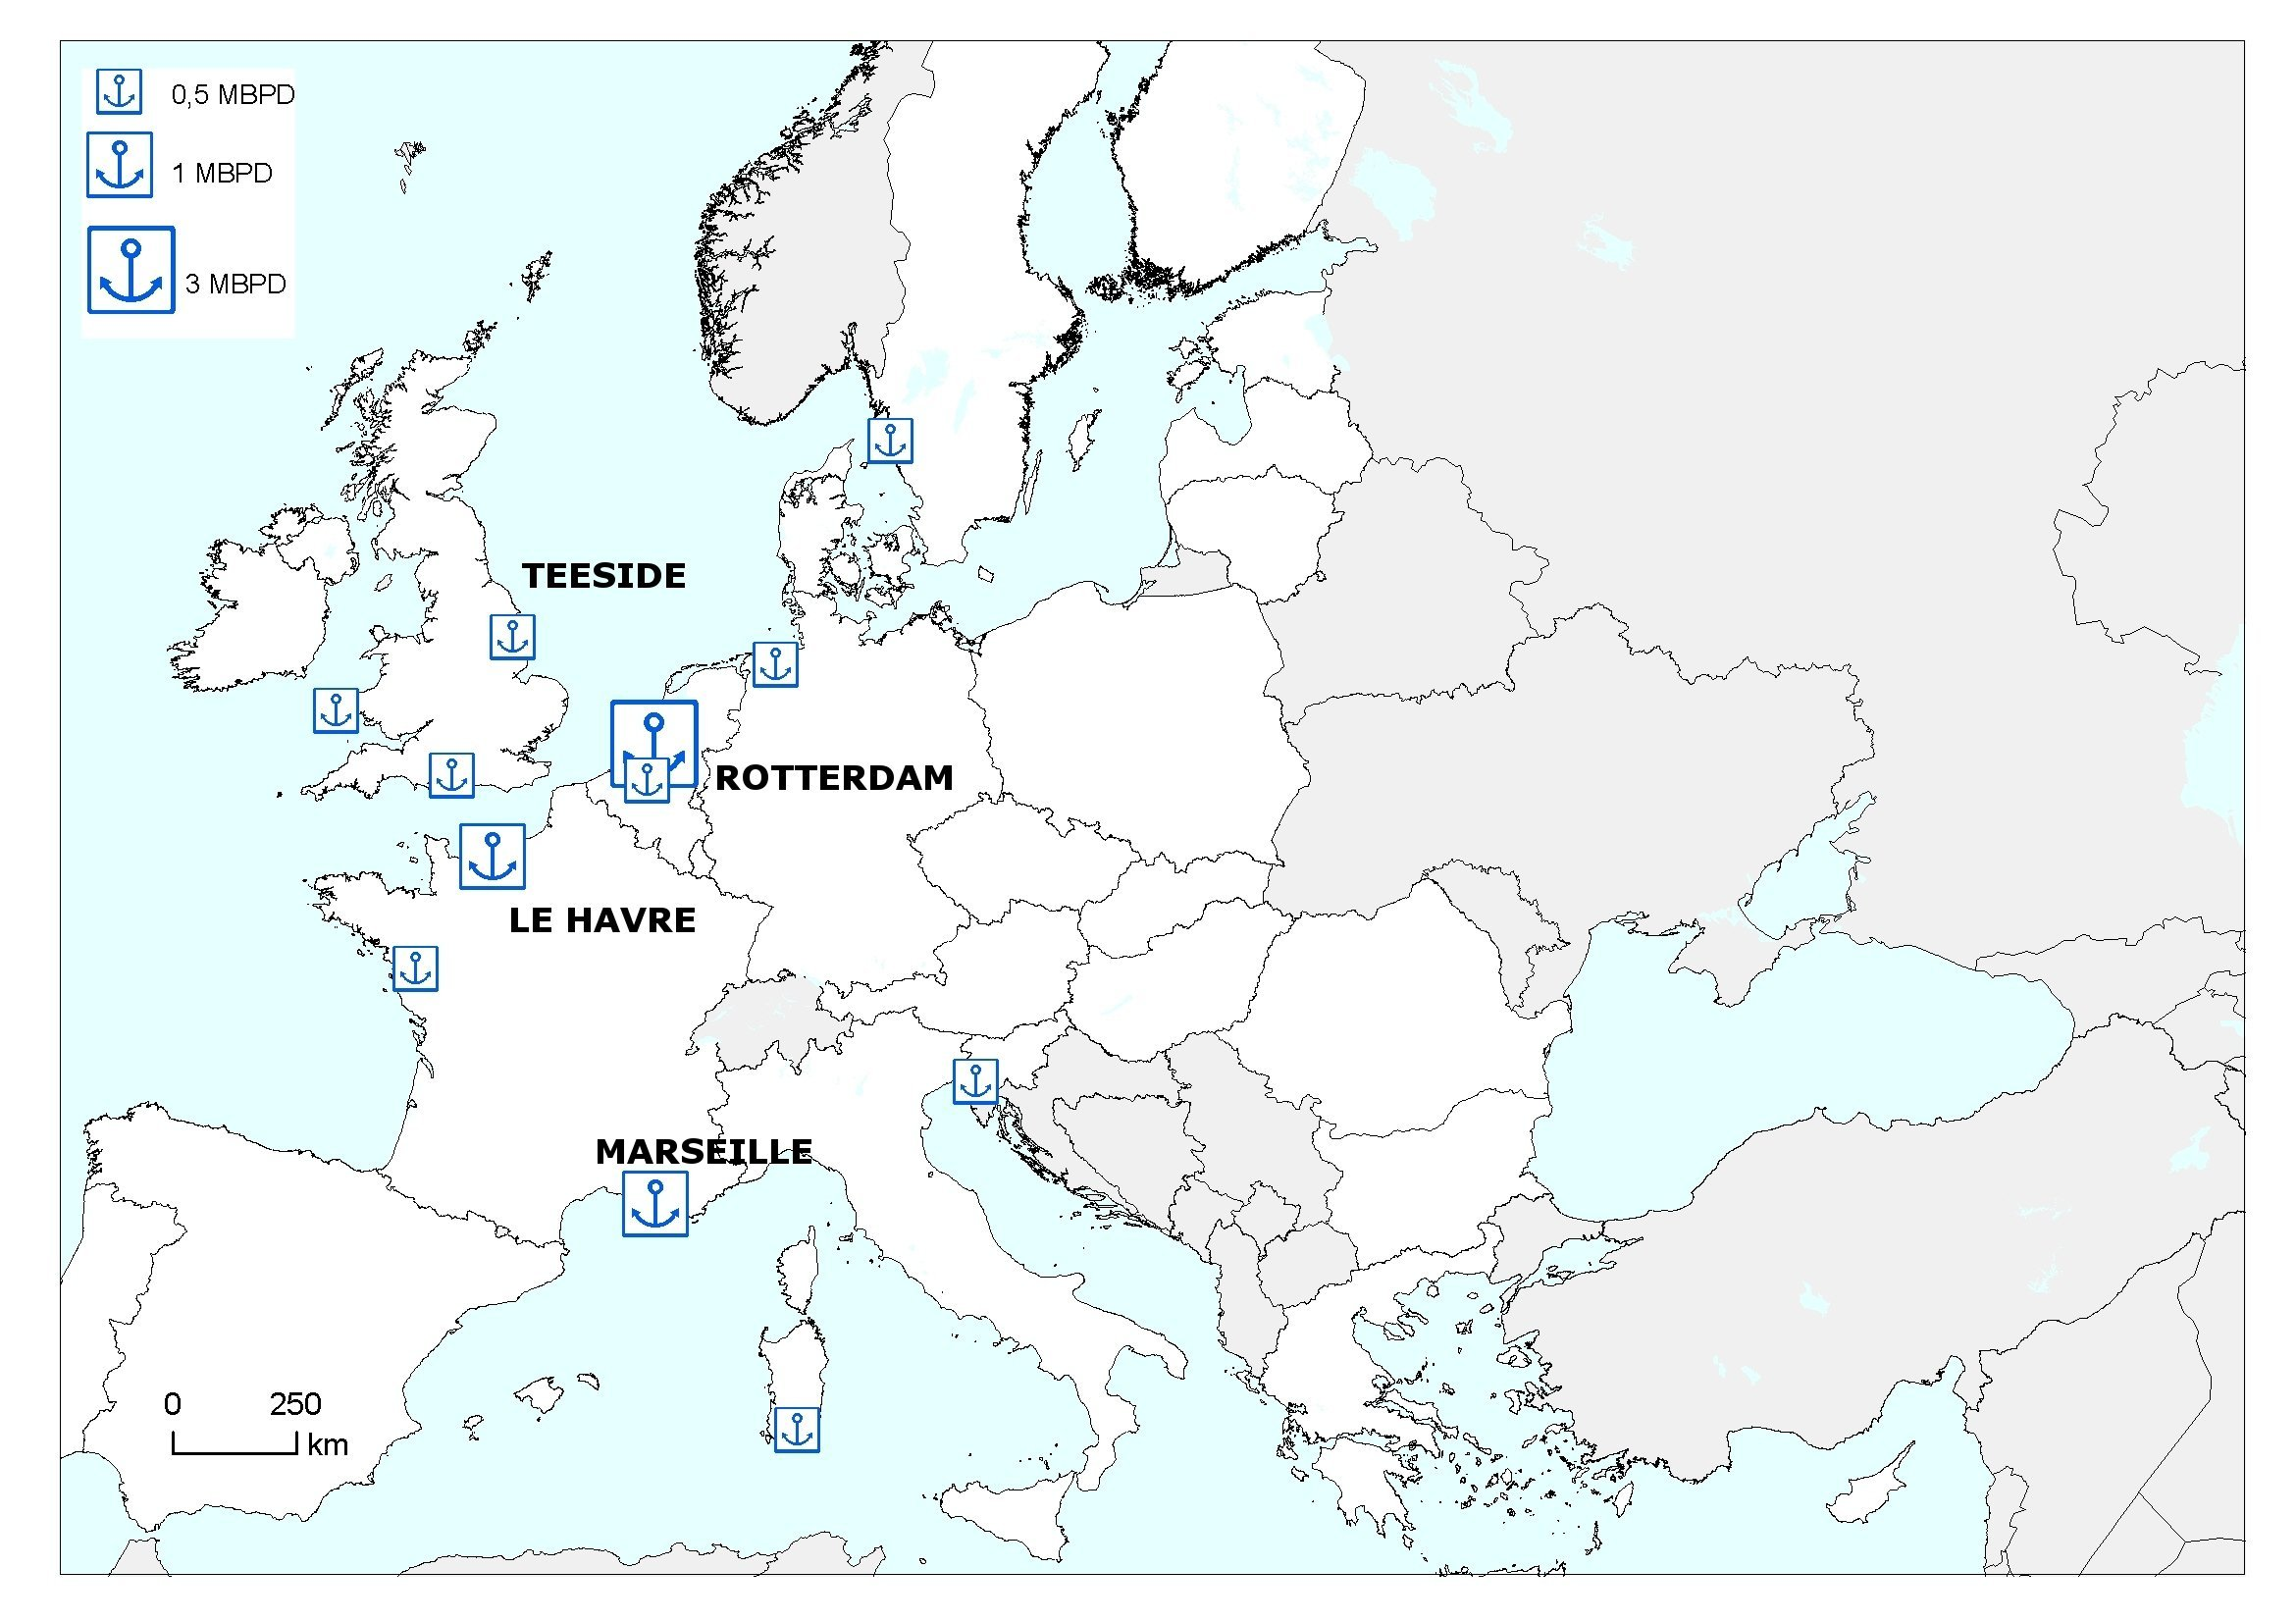 0,5 MBPD
1 MBPD
3 MBPD
TEESIDE
ROTTERDAM
LE HAVRE
MARSEILLE
0 250
km